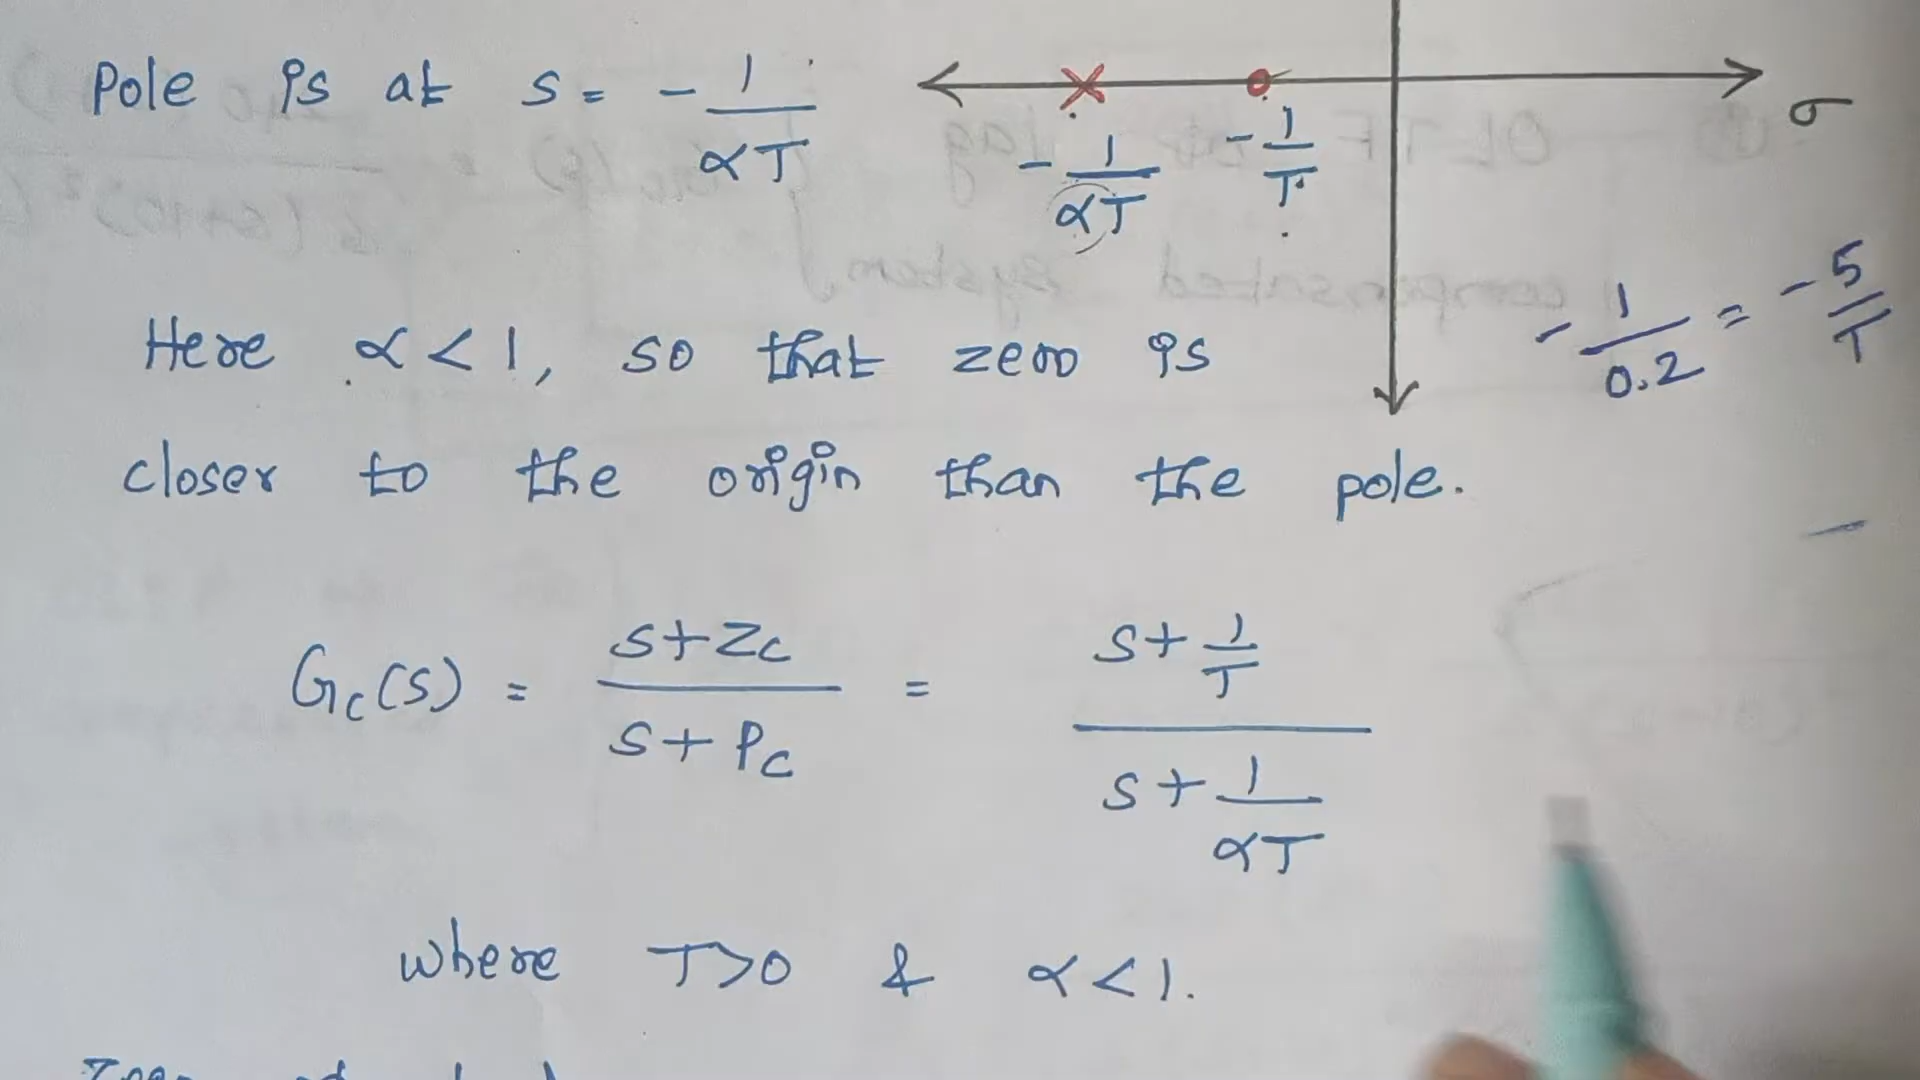 Pole is at s = - 1/αT
- 1/αT
- 1/T
σ
- 1/0.2 = - 5/T
Here α < 1, so that zero is
closer to the origin than the pole.
Gc(s) = s+Zc / s+Pc = s+ 1/T / s+ 1/αT
where T>0 & α<1.